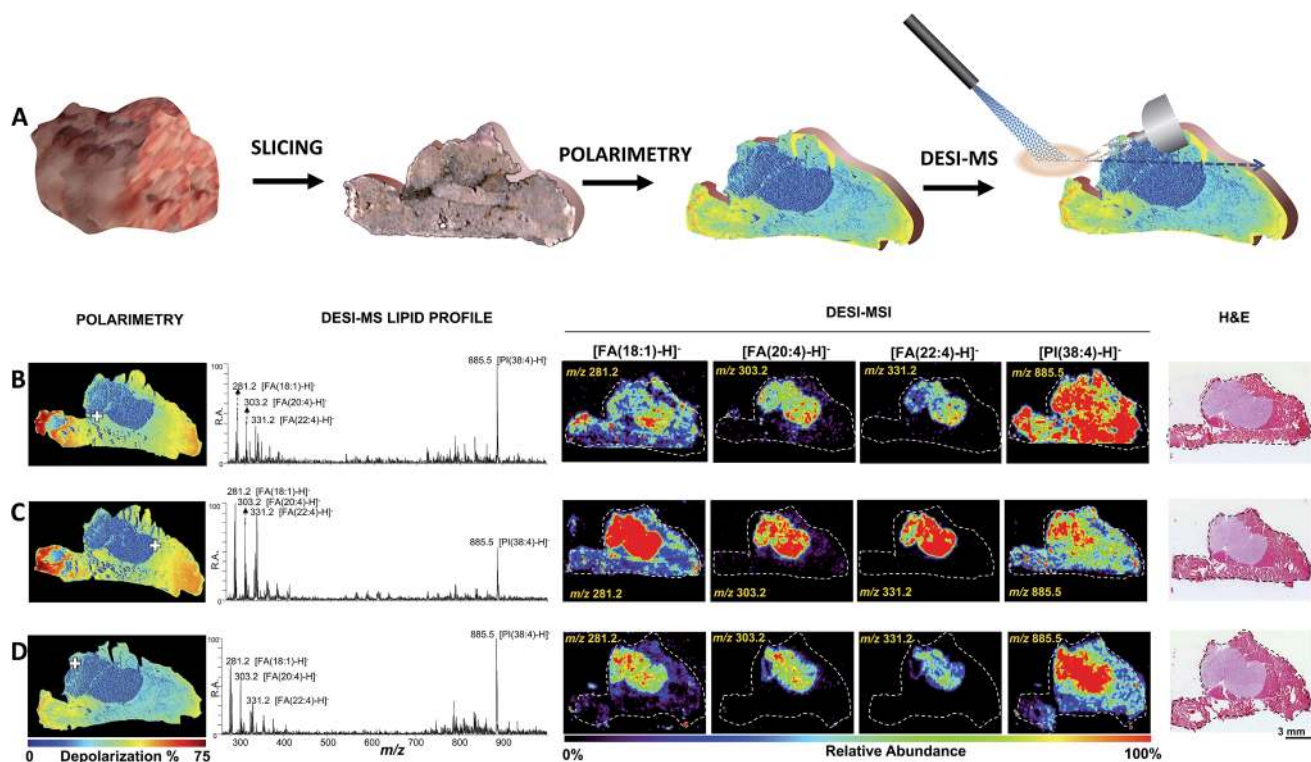 A
SLICING
POLARIMETRY
DESI-MS
POLARIMETRY
DESI-MS LIPID PROFILE
DESI-MSI
H&E
[FA(18:1)-H]-
[FA(20:4)-H]-
[FA(22:4)-H]-
[PI(38:4)-H]-
B
100
R.A.
885.5 [PI(38:4)-H]-
281.2 [FA(18:1)-H]-
303.2 [FA(20:4)-H]-
331.2 [FA(22:4)-H]-
m/z 281.2
m/z 303.2
m/z 331.2
m/z 885.5
C
100
R.A.
281.2 [FA(18:1)-H]-
303.2 [FA(20:4)-H]-
331.2 [FA(22:4)-H]-
885.5 [PI(38:4)-H]-
m/z 281.2
m/z 303.2
m/z 331.2
m/z 885.5
D
100
R.A.
885.5 [PI(38:4)-H]-
281.2 [FA(18:1)-H]-
303.2 [FA(20:4)-H]-
331.2 [FA(22:4)-H]-
m/z 281.2
m/z 303.2
m/z 331.2
m/z 885.5
300 400 500 600 700 800 900
m/z
0 Depolarization % 75
0% Relative Abundance 100%
3 mm